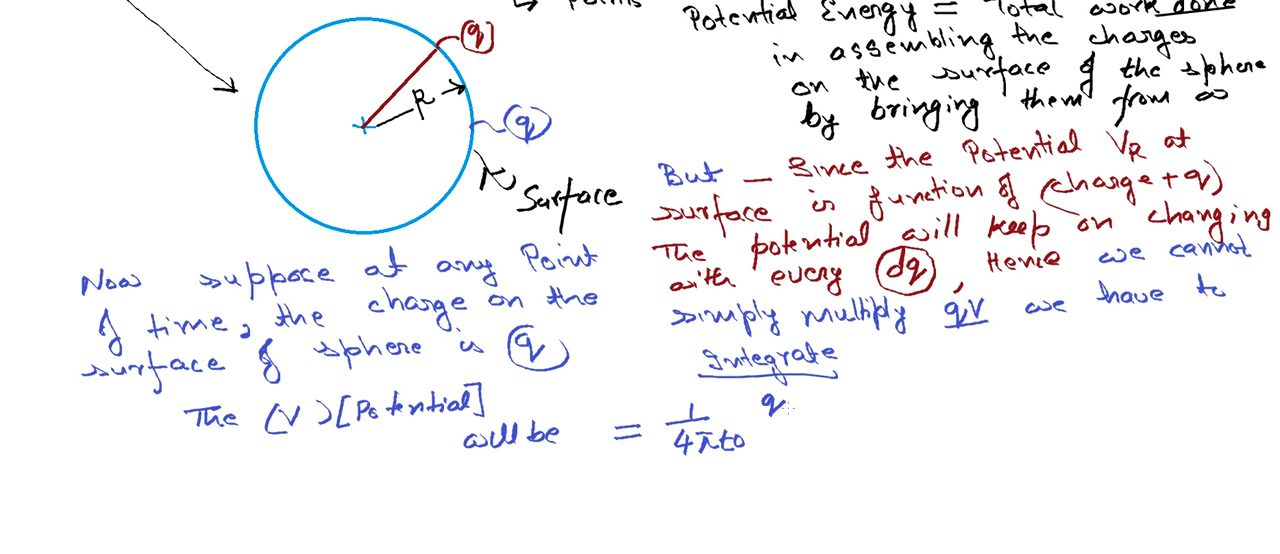 Points
Potential Energy = Total work done
in assembling the charges
on the surface of the sphere
by bringing them from ∞
q
R
q
Surface
But — Since the Potential V_R at
surface is function of (charge + q)
The potential will keep on changing
with every dq, Hence we cannot
simply multiply q,V we have to
Integrate
Now suppose at any Point
of time, the charge on the
surface of sphere is q
The (V) [Potential]
will be = 1/4πϵ0 q